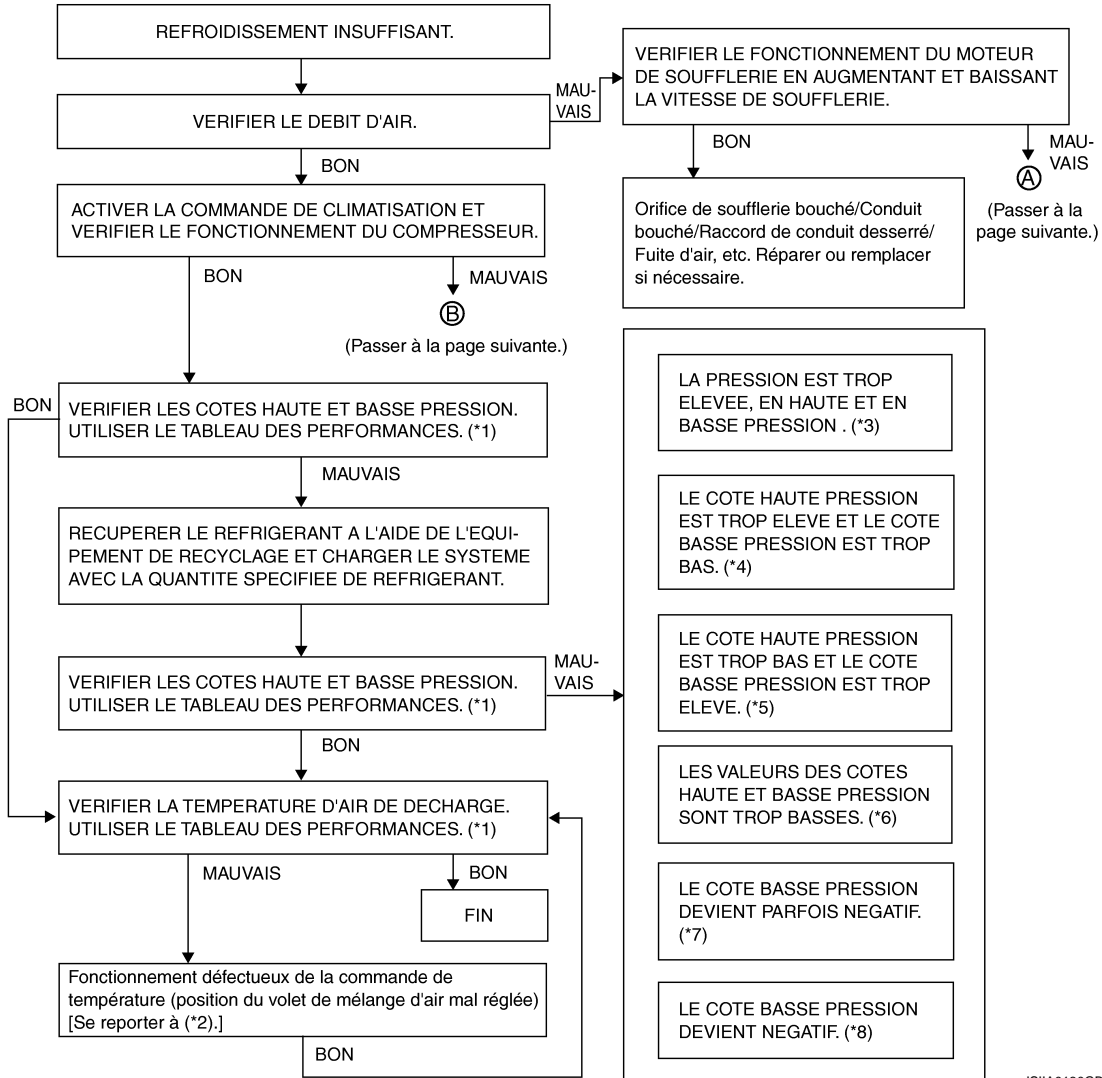 REFROIDISSEMENT INSUFFISANT.
VERIFIER LE DEBIT D'AIR.
MAU-
VAIS
VERIFIER LE FONCTIONNEMENT DU MOTEUR
DE SOUFFLERIE EN AUGMENTANT ET BAISSANT
LA VITESSE DE SOUFFLERIE.
BON
MAU-
VAIS
A
(Passer à la
page suivante.)
Orifice de soufflerie bouché/Conduit
bouché/Raccord de conduit desserré/
Fuite d'air, etc. Réparer ou remplacer
si nécessaire.
BON
ACTIVER LA COMMANDE DE CLIMATISATION ET
VERIFIER LE FONCTIONNEMENT DU COMPRESSEUR.
BON
MAUVAIS
B
(Passer à la page suivante.)
BON
VERIFIER LES COTES HAUTE ET BASSE PRESSION.
UTILISER LE TABLEAU DES PERFORMANCES. (*1)
MAUVAIS
RECUPERER LE REFRIGERANT A L'AIDE DE L'EQUI-
PEMENT DE RECYCLAGE ET CHARGER LE SYSTEME
AVEC LA QUANTITE SPECIFIEE DE REFRIGERANT.
VERIFIER LES COTES HAUTE ET BASSE PRESSION.
UTILISER LE TABLEAU DES PERFORMANCES. (*1)
MAU-
VAIS
BON
VERIFIER LA TEMPERATURE D'AIR DE DECHARGE.
UTILISER LE TABLEAU DES PERFORMANCES. (*1)
MAUVAIS
BON
FIN
Fonctionnement défectueux de la commande de
température (position du volet de mélange d'air mal réglée)
[Se reporter à (*2).]
BON
LA PRESSION EST TROP
ELEVEE, EN HAUTE ET EN
BASSE PRESSION . (*3)
LE COTE HAUTE PRESSION
EST TROP ELEVE ET LE COTE
BASSE PRESSION EST TROP
BAS. (*4)
LE COTE HAUTE PRESSION
EST TROP BAS ET LE COTE
BASSE PRESSION EST TROP
ELEVE. (*5)
LES VALEURS DES COTES
HAUTE ET BASSE PRESSION
SONT TROP BASSES. (*6)
LE COTE BASSE PRESSION
DEVIENT PARFOIS NEGATIF.
(*7)
LE COTE BASSE PRESSION
DEVIENT NEGATIF. (*8)